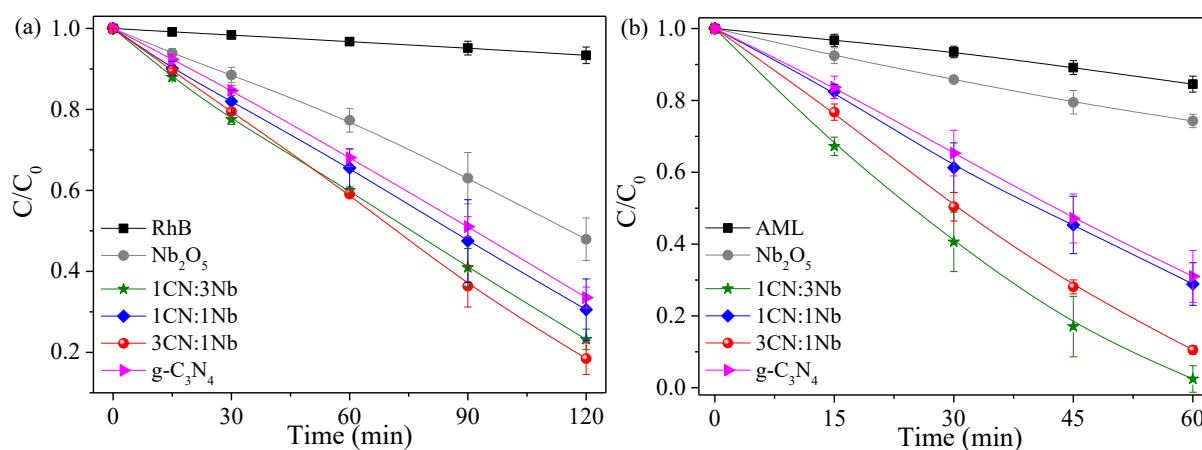 (a)
C/C₀
1.0
0.8
0.6
0.4
0.2
RhB
Nb₂O₅
1CN:3Nb
1CN:1Nb
3CN:1Nb
g-C₃N₄
0 30 60 90 120
Time (min)
(b)
C/C₀
1.0
0.8
0.6
0.4
0.2
0.0
AML
Nb₂O₅
1CN:3Nb
1CN:1Nb
3CN:1Nb
g-C₃N₄
0 15 30 45 60
Time (min)